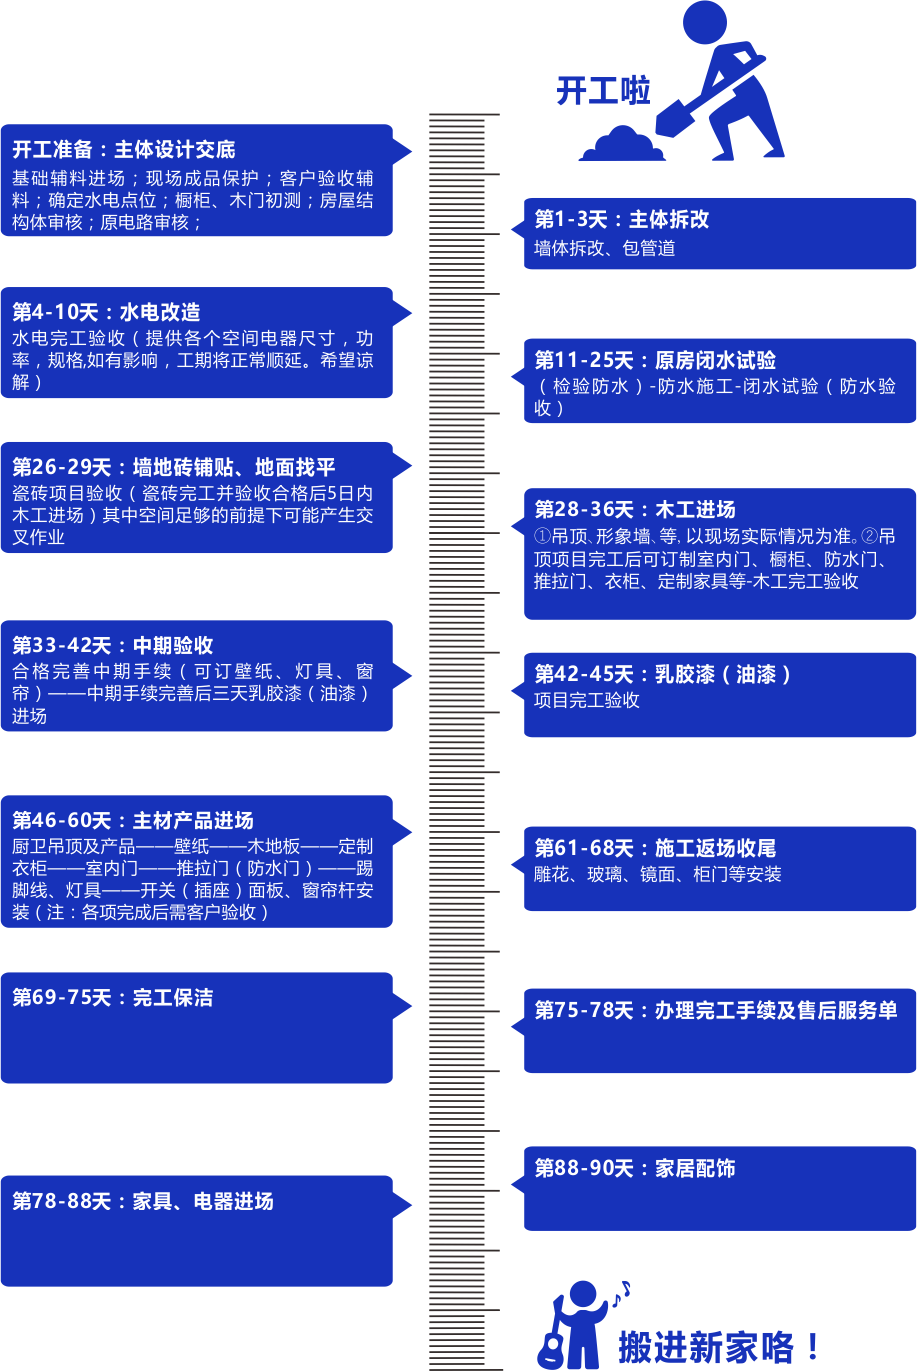 开工啦
开工准备：主体设计交底
基础辅料进场；现场成品保护；客户验收辅
料；确定水电点位；橱柜、木门初测；房屋结
构体审核；原电路审核；
第1-3天：主体拆改
墙体拆改、包管道
第4-10天：水电改造
水电完工验收（提供各个空间电器尺寸，功
率，规格,如有影响，工期将正常顺延。希望谅
解）
第11-25天：原房闭水试验
（检验防水）-防水施工-闭水试验（防水验
收）
第26-29天：墙地砖铺贴、地面找平
瓷砖项目验收（瓷砖完工并验收合格后5日内
木工进场）其中空间足够的前提下可能产生交
叉作业
第28-36天：木工进场
①吊顶、形象墙、等, 以现场实际情况为准。②吊
顶项目完工后可订制室内门、橱柜、防水门、
推拉门、衣柜、定制家具等-木工完工验收
第33-42天：中期验收
合格完善中期手续（可订壁纸、灯具、窗
帘）——中期手续完善后三天乳胶漆（油漆）
进场
第42-45天：乳胶漆（油漆）
项目完工验收
第46-60天：主材产品进场
厨卫吊顶及产品——壁纸——木地板——定制
衣柜——室内门——推拉门（防水门）——踢
脚线、灯具——开关（插座）面板、窗帘杆安
装（注：各项完成后需客户验收）
第61-68天：施工返场收尾
雕花、玻璃、镜面、柜门等安装
第69-75天：完工保洁
第75-78天：办理完工手续及售后服务单
第78-88天：家具、电器进场
第88-90天：家居配饰
搬进新家咯！